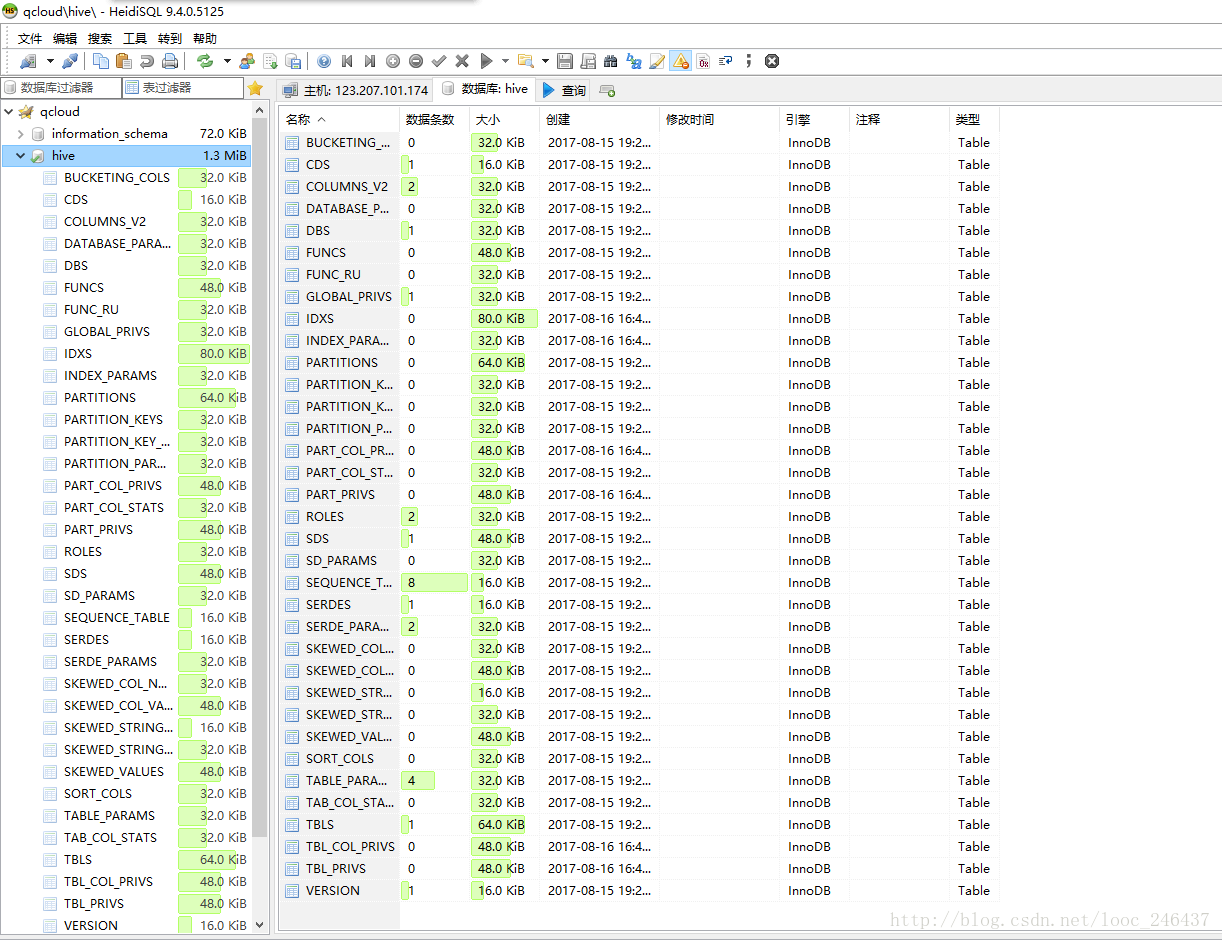 qcloud\hive\ - HeidiSQL 9.4.0.5125
文件 编辑 搜索 工具 转到 帮助
数据库过滤器 表过滤器
主机: 123.207.101.174 数据库: hive 查询
qcloud
information_schema 72.0 KiB
hive 1.3 MiB
BUCKETING_COLS 32.0 KiB
CDS 16.0 KiB
COLUMNS_V2 32.0 KiB
DATABASE_PARA... 32.0 KiB
DBS 32.0 KiB
FUNCS 48.0 KiB
FUNC_RU 32.0 KiB
GLOBAL_PRIVS 32.0 KiB
IDXS 80.0 KiB
INDEX_PARAMS 32.0 KiB
PARTITIONS 64.0 KiB
PARTITION_KEYS 32.0 KiB
PARTITION_KEY_... 32.0 KiB
PARTITION_PAR... 32.0 KiB
PART_COL_PRIVS 48.0 KiB
PART_COL_STATS 32.0 KiB
PART_PRIVS 48.0 KiB
ROLES 32.0 KiB
SDS 48.0 KiB
SD_PARAMS 32.0 KiB
SEQUENCE_TABLE 16.0 KiB
SERDES 16.0 KiB
SERDE_PARAMS 32.0 KiB
SKEWED_COL_N... 32.0 KiB
SKEWED_COL_VA... 48.0 KiB
SKEWED_STRING... 16.0 KiB
SKEWED_STRING... 32.0 KiB
SKEWED_VALUES 48.0 KiB
SORT_COLS 32.0 KiB
TABLE_PARAMS 32.0 KiB
TAB_COL_STATS 32.0 KiB
TBLS 64.0 KiB
TBL_COL_PRIVS 48.0 KiB
TBL_PRIVS 48.0 KiB
VERSION 16.0 KiB
名称 数据条数 大小 创建 修改时间 引擎 注释 类型
BUCKETING_... 0 32.0 KiB 2017-08-15 19:2... InnoDB Table
CDS 1 16.0 KiB 2017-08-15 19:2... InnoDB Table
COLUMNS_V2 2 32.0 KiB 2017-08-15 19:2... InnoDB Table
DATABASE_P... 0 32.0 KiB 2017-08-15 19:2... InnoDB Table
DBS 1 32.0 KiB 2017-08-15 19:2... InnoDB Table
FUNCS 0 48.0 KiB 2017-08-15 19:2... InnoDB Table
FUNC_RU 0 32.0 KiB 2017-08-15 19:2... InnoDB Table
GLOBAL_PRIVS 1 32.0 KiB 2017-08-15 19:2... InnoDB Table
IDXS 0 80.0 KiB 2017-08-16 16:4... InnoDB Table
INDEX_PARA... 0 32.0 KiB 2017-08-16 16:4... InnoDB Table
PARTITIONS 0 64.0 KiB 2017-08-15 19:2... InnoDB Table
PARTITION_K... 0 32.0 KiB 2017-08-15 19:2... InnoDB Table
PARTITION_K... 0 32.0 KiB 2017-08-15 19:2... InnoDB Table
PARTITION_P... 0 32.0 KiB 2017-08-15 19:2... InnoDB Table
PART_COL_PR... 0 48.0 KiB 2017-08-16 16:4... InnoDB Table
PART_COL_ST... 0 32.0 KiB 2017-08-15 19:2... InnoDB Table
PART_PRIVS 0 48.0 KiB 2017-08-16 16:4... InnoDB Table
ROLES 2 32.0 KiB 2017-08-15 19:2... InnoDB Table
SDS 1 48.0 KiB 2017-08-15 19:2... InnoDB Table
SD_PARAMS 0 32.0 KiB 2017-08-15 19:2... InnoDB Table
SEQUENCE_T... 8 16.0 KiB 2017-08-15 19:2... InnoDB Table
SERDES 1 16.0 KiB 2017-08-15 19:2... InnoDB Table
SERDE_PARA... 2 32.0 KiB 2017-08-15 19:2... InnoDB Table
SKEWED_COL... 0 32.0 KiB 2017-08-15 19:2... InnoDB Table
SKEWED_COL... 0 48.0 KiB 2017-08-15 19:2... InnoDB Table
SKEWED_STR... 0 16.0 KiB 2017-08-15 19:2... InnoDB Table
SKEWED_STR... 0 32.0 KiB 2017-08-15 19:2... InnoDB Table
SKEWED_VAL... 0 48.0 KiB 2017-08-15 19:2... InnoDB Table
SORT_COLS 0 32.0 KiB 2017-08-15 19:2... InnoDB Table
TABLE_PARA... 4 32.0 KiB 2017-08-15 19:2... InnoDB Table
TAB_COL_STA... 0 32.0 KiB 2017-08-15 19:2... InnoDB Table
TBLS 1 64.0 KiB 2017-08-15 19:2... InnoDB Table
TBL_COL_PRIVS 0 48.0 KiB 2017-08-16 16:4... InnoDB Table
TBL_PRIVS 0 48.0 KiB 2017-08-16 16:4... InnoDB Table
VERSION 1 16.0 KiB 2017-08-15 19:2... InnoDB Table
http://blog.csdn.net/looc_246437